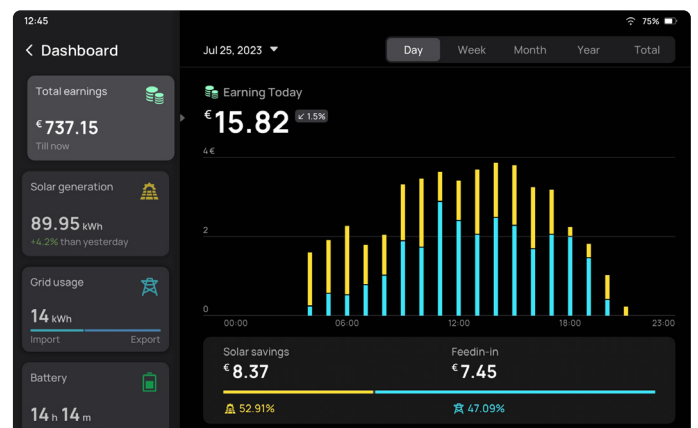 12:45
75%
Dashboard
Jul 25, 2023
Day Week Month Year Total
Total earnings
€737.15
Till now
Earning Today
€15.82 1.5%
4€
2
0
00:00 06:00 12:00 18:00 23:00
Solar generation
89.95 kWh
+4.2% than yesterday
Grid usage
14 kWh
Import Export
Battery
14 h 14 m
Solar savings
€8.37
Feedin-in
€7.45
52.91%
47.09%